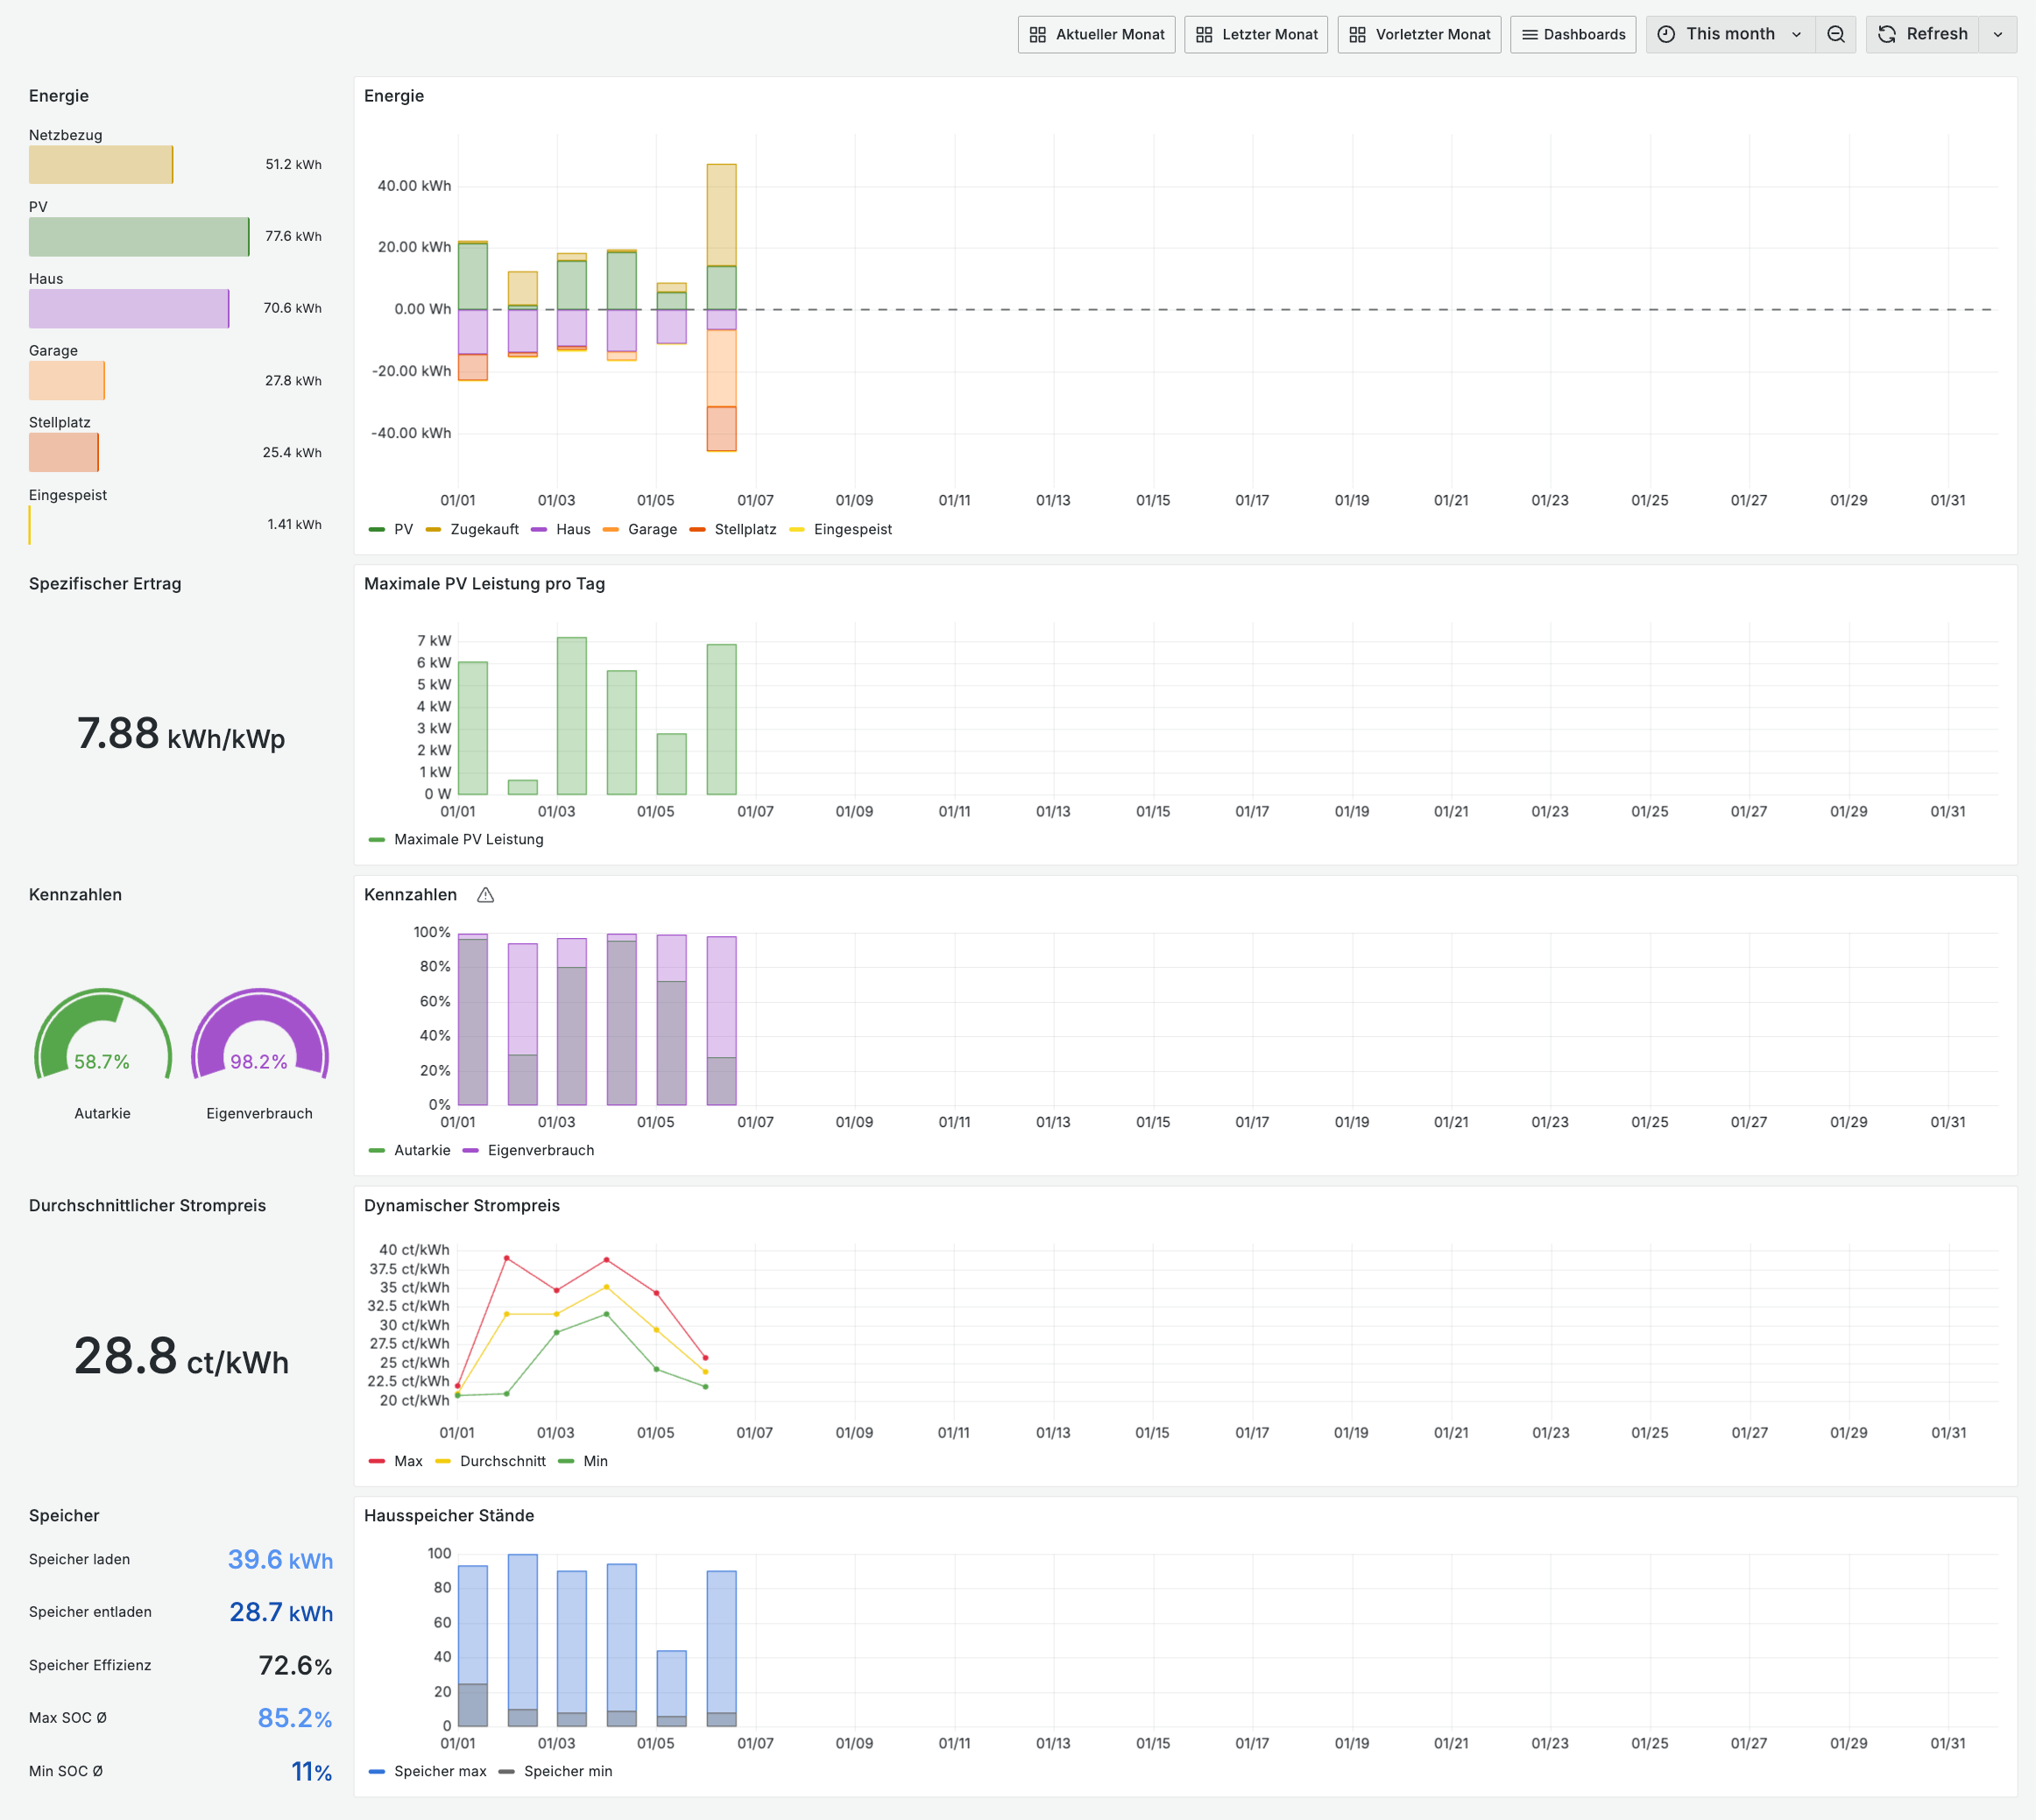 Aktueller Monat Letzter Monat Vorletzter Monat Dashboards This month Refresh
Energie
Netzbezug
51.2 kWh
PV
77.6 kWh
Haus
70.6 kWh
Garage
27.8 kWh
Stellplatz
25.4 kWh
Eingespeist
1.41 kWh
Energie
40.00 kWh
20.00 kWh
0.00 Wh
-20.00 kWh
-40.00 kWh
01/01 01/03 01/05 01/07 01/09 01/11 01/13 01/15 01/17 01/19 01/21 01/23 01/25 01/27 01/29 01/31
PV Zugekauft Haus Garage Stellplatz Eingespeist
Spezifischer Ertrag
7.88 kWh/kWp
Maximale PV Leistung pro Tag
7 kW
6 kW
5 kW
4 kW
3 kW
2 kW
1 kW
0 W
01/01 01/03 01/05 01/07 01/09 01/11 01/13 01/15 01/17 01/19 01/21 01/23 01/25 01/27 01/29 01/31
Maximale PV Leistung
Kennzahlen
58.7% 98.2%
Autarkie Eigenverbrauch
Kennzahlen
100%
80%
60%
40%
20%
0%
01/01 01/03 01/05 01/07 01/09 01/11 01/13 01/15 01/17 01/19 01/21 01/23 01/25 01/27 01/29 01/31
Autarkie Eigenverbrauch
Durchschnittlicher Strompreis
28.8 ct/kWh
Dynamischer Strompreis
40 ct/kWh
37.5 ct/kWh
35 ct/kWh
32.5 ct/kWh
30 ct/kWh
27.5 ct/kWh
25 ct/kWh
22.5 ct/kWh
20 ct/kWh
01/01 01/03 01/05 01/07 01/09 01/11 01/13 01/15 01/17 01/19 01/21 01/23 01/25 01/27 01/29 01/31
Max Durchschnitt Min
Speicher
Speicher laden 39.6 kWh
Speicher entladen 28.7 kWh
Speicher Effizienz 72.6%
Max SOC Ø 85.2%
Min SOC Ø 11%
Hausspeicher Stände
100
80
60
40
20
0
01/01 01/03 01/05 01/07 01/09 01/11 01/13 01/15 01/17 01/19 01/21 01/23 01/25 01/27 01/29 01/31
Speicher max Speicher min